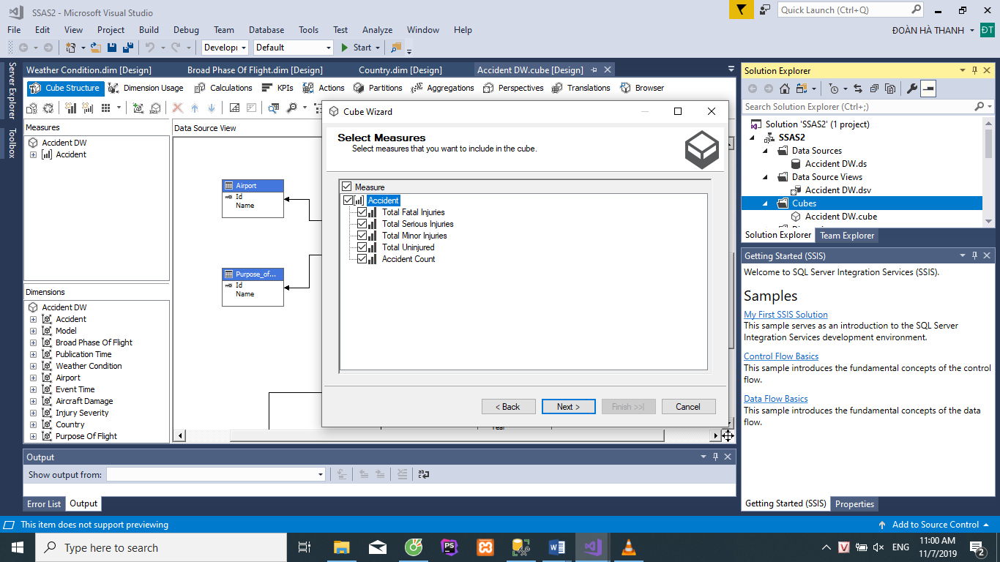 SSAS2 - Microsoft Visual Studio
Quick Launch (Ctrl+Q)
File Edit View Project Build Debug Team Database Tools Test Analyze Window Help
ĐOÀN HÀ THANH ĐT
Developi Default Start
Server Explorer
Toolbox
Weather Condition.dim [Design] Broad Phase Of Flight.dim [Design] Country.dim [Design] Accident DW.cube [Design]
Cube Structure Dimension Usage Calculations KPIs Actions Partitions Aggregations Perspectives Translations Browser
Measures
Accident DW
Accident
Dimensions
Accident DW
Accident
Model
Broad Phase Of Flight
Publication Time
Weather Condition
Airport
Event Time
Aircraft Damage
Injury Severity
Country
Purpose Of Flight
Data Source View
Airport
Id
Name
Purpose_of...
Id
Name
Year
Cube Wizard
Select Measures
Select measures that you want to include in the cube.
Measure
Accident
Total Fatal Injuries
Total Serious Injuries
Total Minor Injuries
Total Uninjured
Accident Count
< Back Next > Finish >>| Cancel
Solution Explorer
Search Solution Explorer (Ctrl+;)
Solution 'SSAS2' (1 project)
SSAS2
Data Sources
Accident DW.ds
Data Source Views
Accident DW.dsv
Cubes
Accident DW.cube
Solution Explorer Team Explorer
Getting Started (SSIS)
Welcome to SQL Server Integration Services (SSIS).
Samples
My First SSIS Solution
This sample serves as an introduction to the SQL Server
Integration Services development environment.
Control Flow Basics
This sample introduces the fundamental concepts of the control
flow.
Data Flow Basics
This sample introduces the fundamental concepts of the data
flow.
Getting Started (SSIS) Properties
Output
Show output from:
Error List Output
This item does not support previewing
Add to Source Control
Type here to search
PS
W
V
ENG
11:00 AM
11/7/2019
2